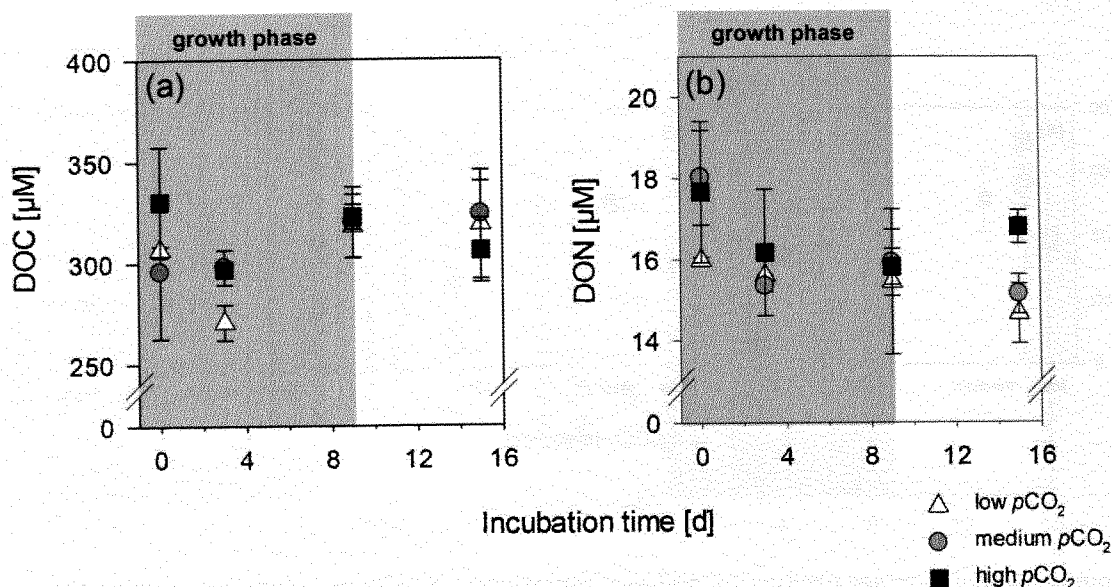 growth phase
growth phase
(a)
(b)
DOC [µM]
400
350
300
250
0
0
4
8
12
16
DON [µM]
20
18
16
14
0
0
4
8
12
16
Incubation time [d]
low pCO₂
medium pCO₂
high pCO₂